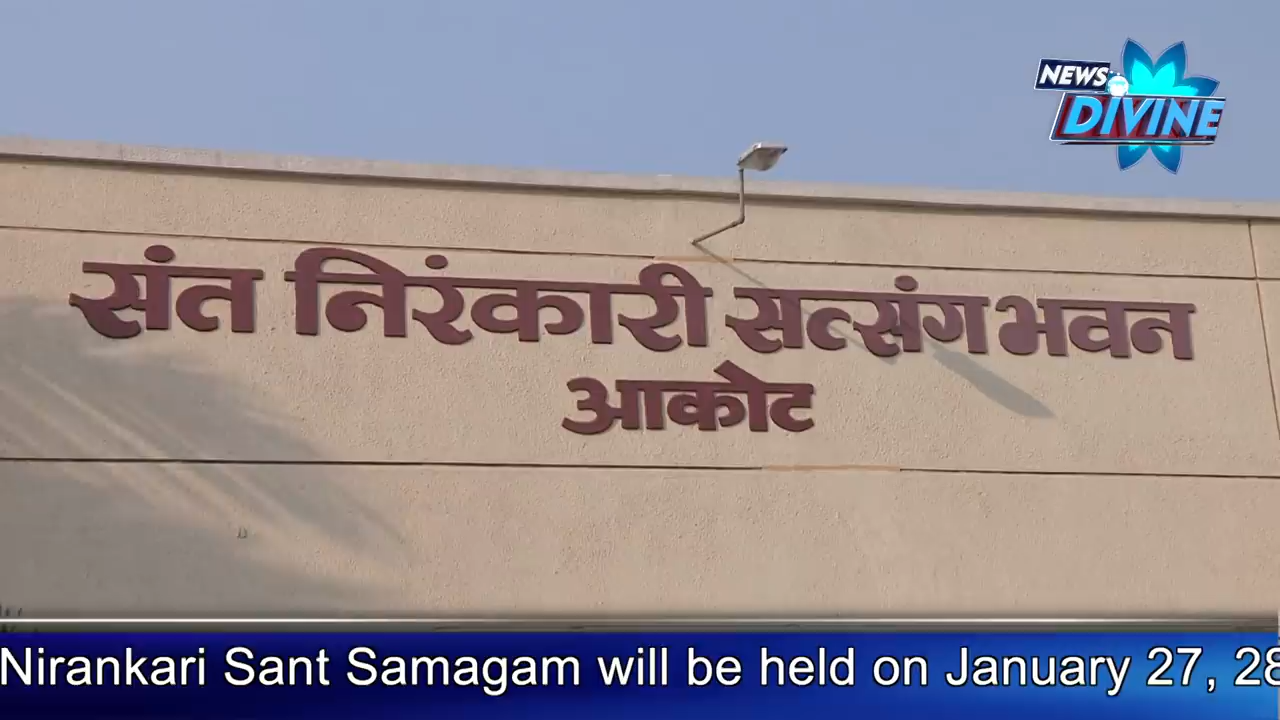 NEWS
DIVINE
संत निरंकारी सत्संग भवन
आकोट
Nirankari Sant Samagam will be held on January 27, 28